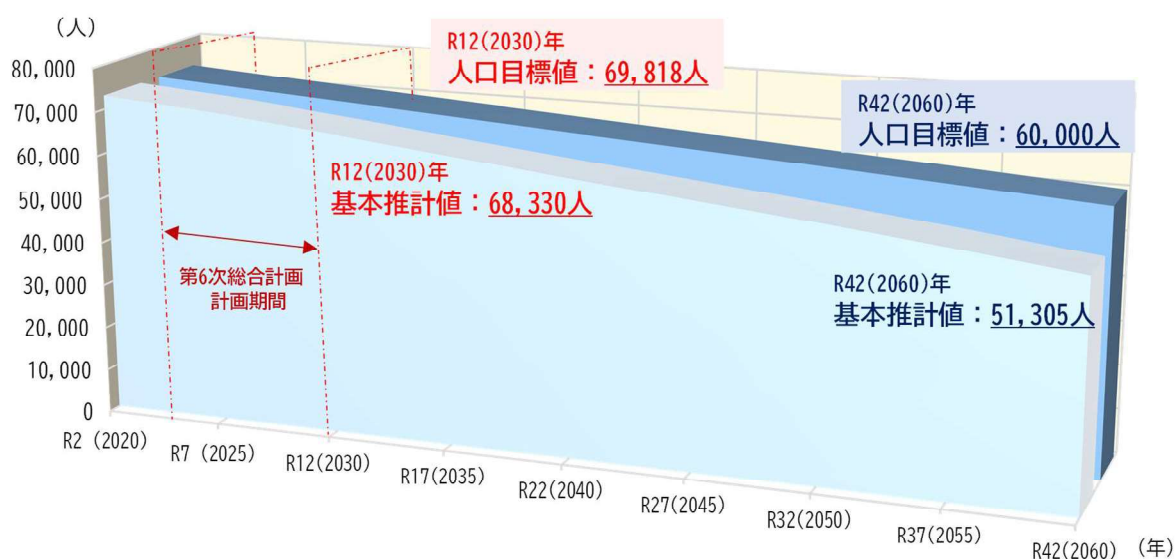 (人)
80,000
70,000
60,000
50,000
40,000
30,000
20,000
10,000
0
R12(2030)年
人口目標値：69,818人
R42(2060)年
人口目標値：60,000人
R12(2030)年
基本推計値：68,330人
第6次総合計画
計画期間
R42(2060)年
基本推計値：51,305人
R2 (2020)
R7 (2025)
R12(2030)
R17(2035)
R22(2040)
R27(2045)
R32(2050)
R37(2055)
R42(2060)
(年)